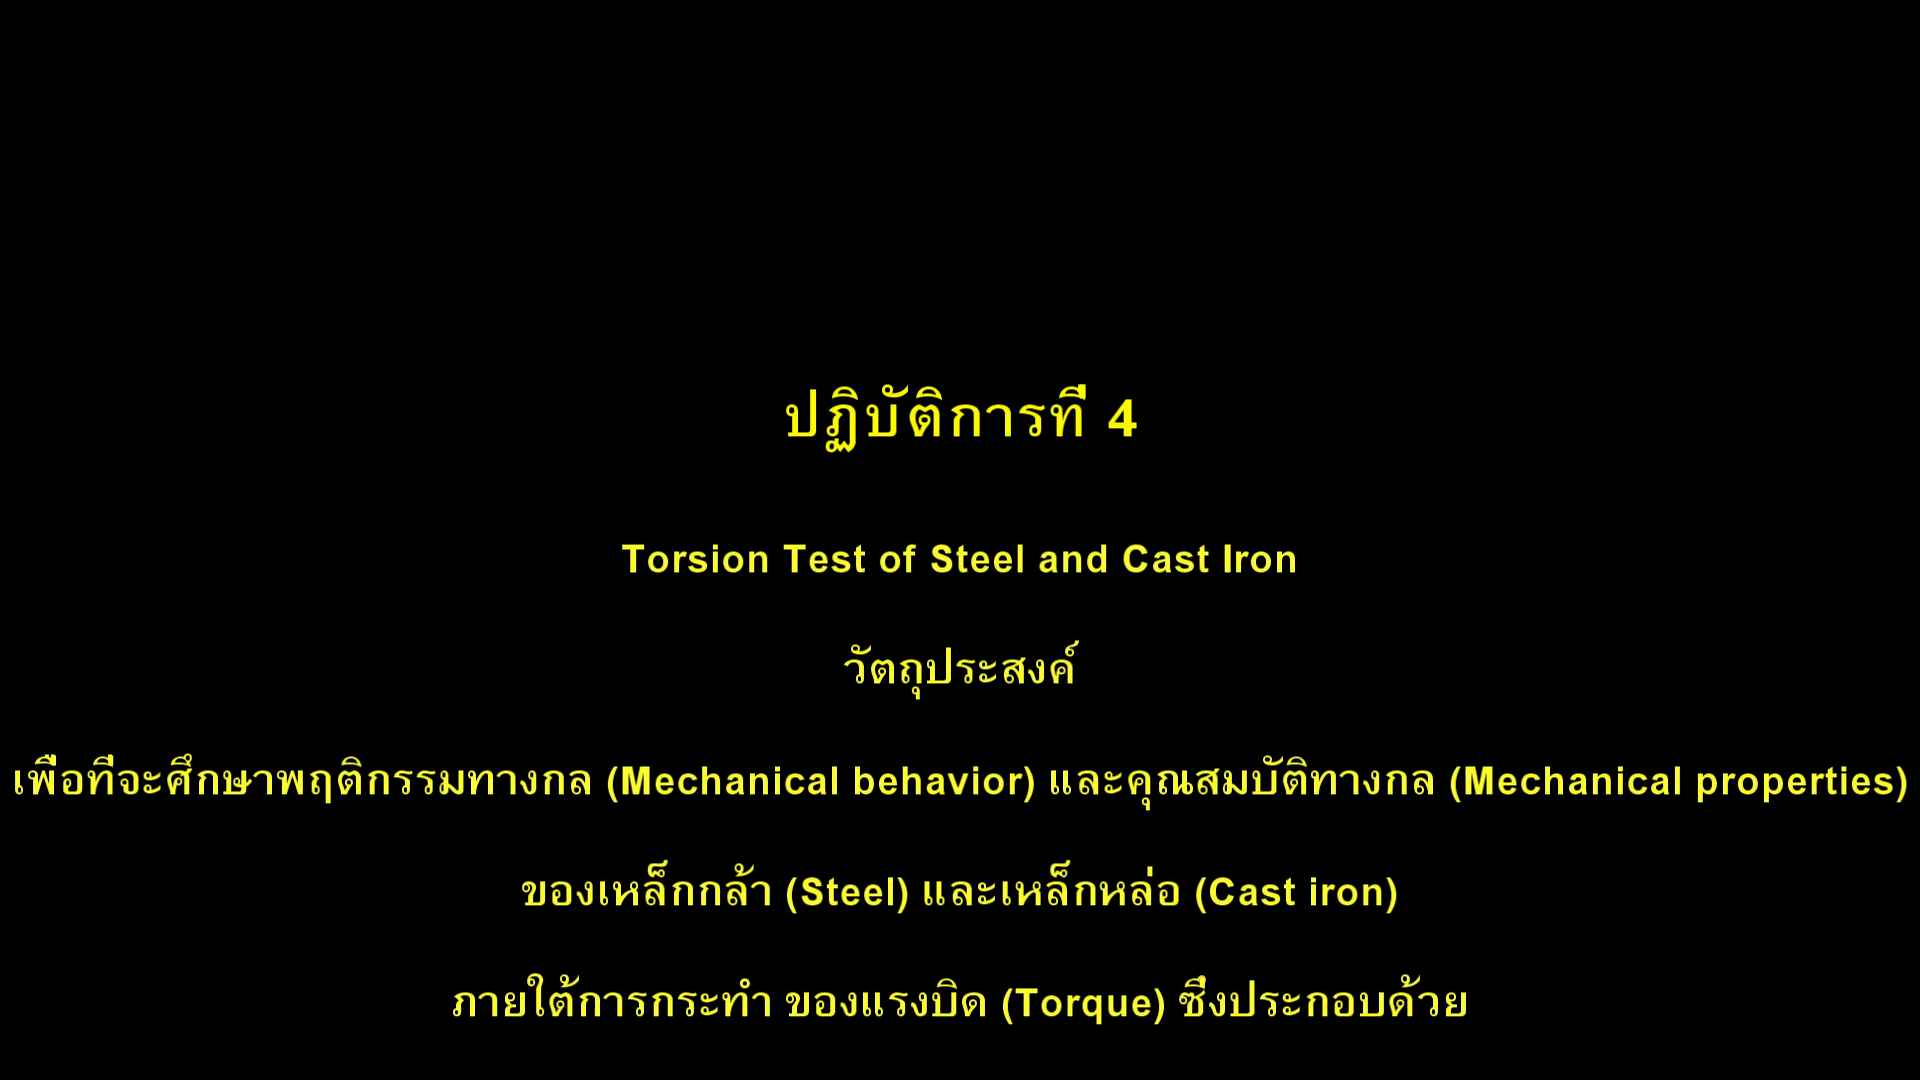 ปฏิบัติการที่ 4
Torsion Test of Steel and Cast Iron
วัตถุประสงค์
เพื่อที่จะศึกษาพฤติกรรมทางกล (Mechanical behavior) และคุณสมบัติทางกล (Mechanical properties)
ของเหล็กกล้า (Steel) และเหล็กหล่อ (Cast iron)
ภายใต้การกระทำ ของแรงบิด (Torque) ซึ่งประกอบด้วย